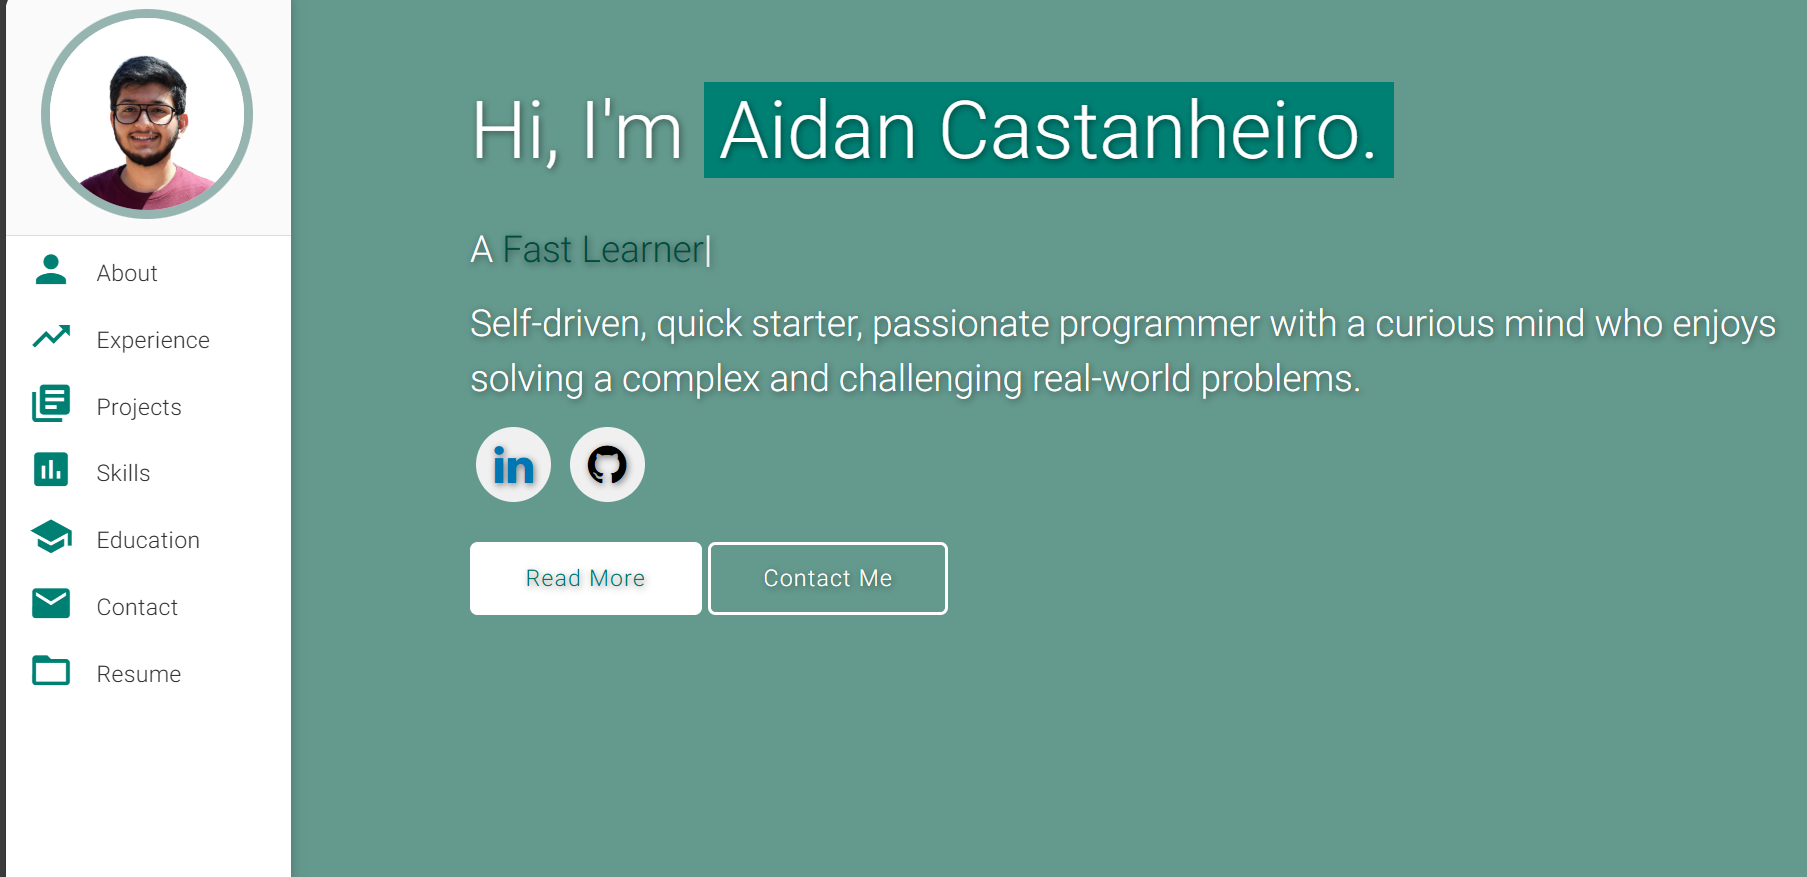 About
Experience
Projects
Skills
Education
Contact
Resume
Hi, I'm Aidan Castanheiro.
A Fast Learner|
Self-driven, quick starter, passionate programmer with a curious mind who enjoys
solving a complex and challenging real-world problems.
in
Read More
Contact Me